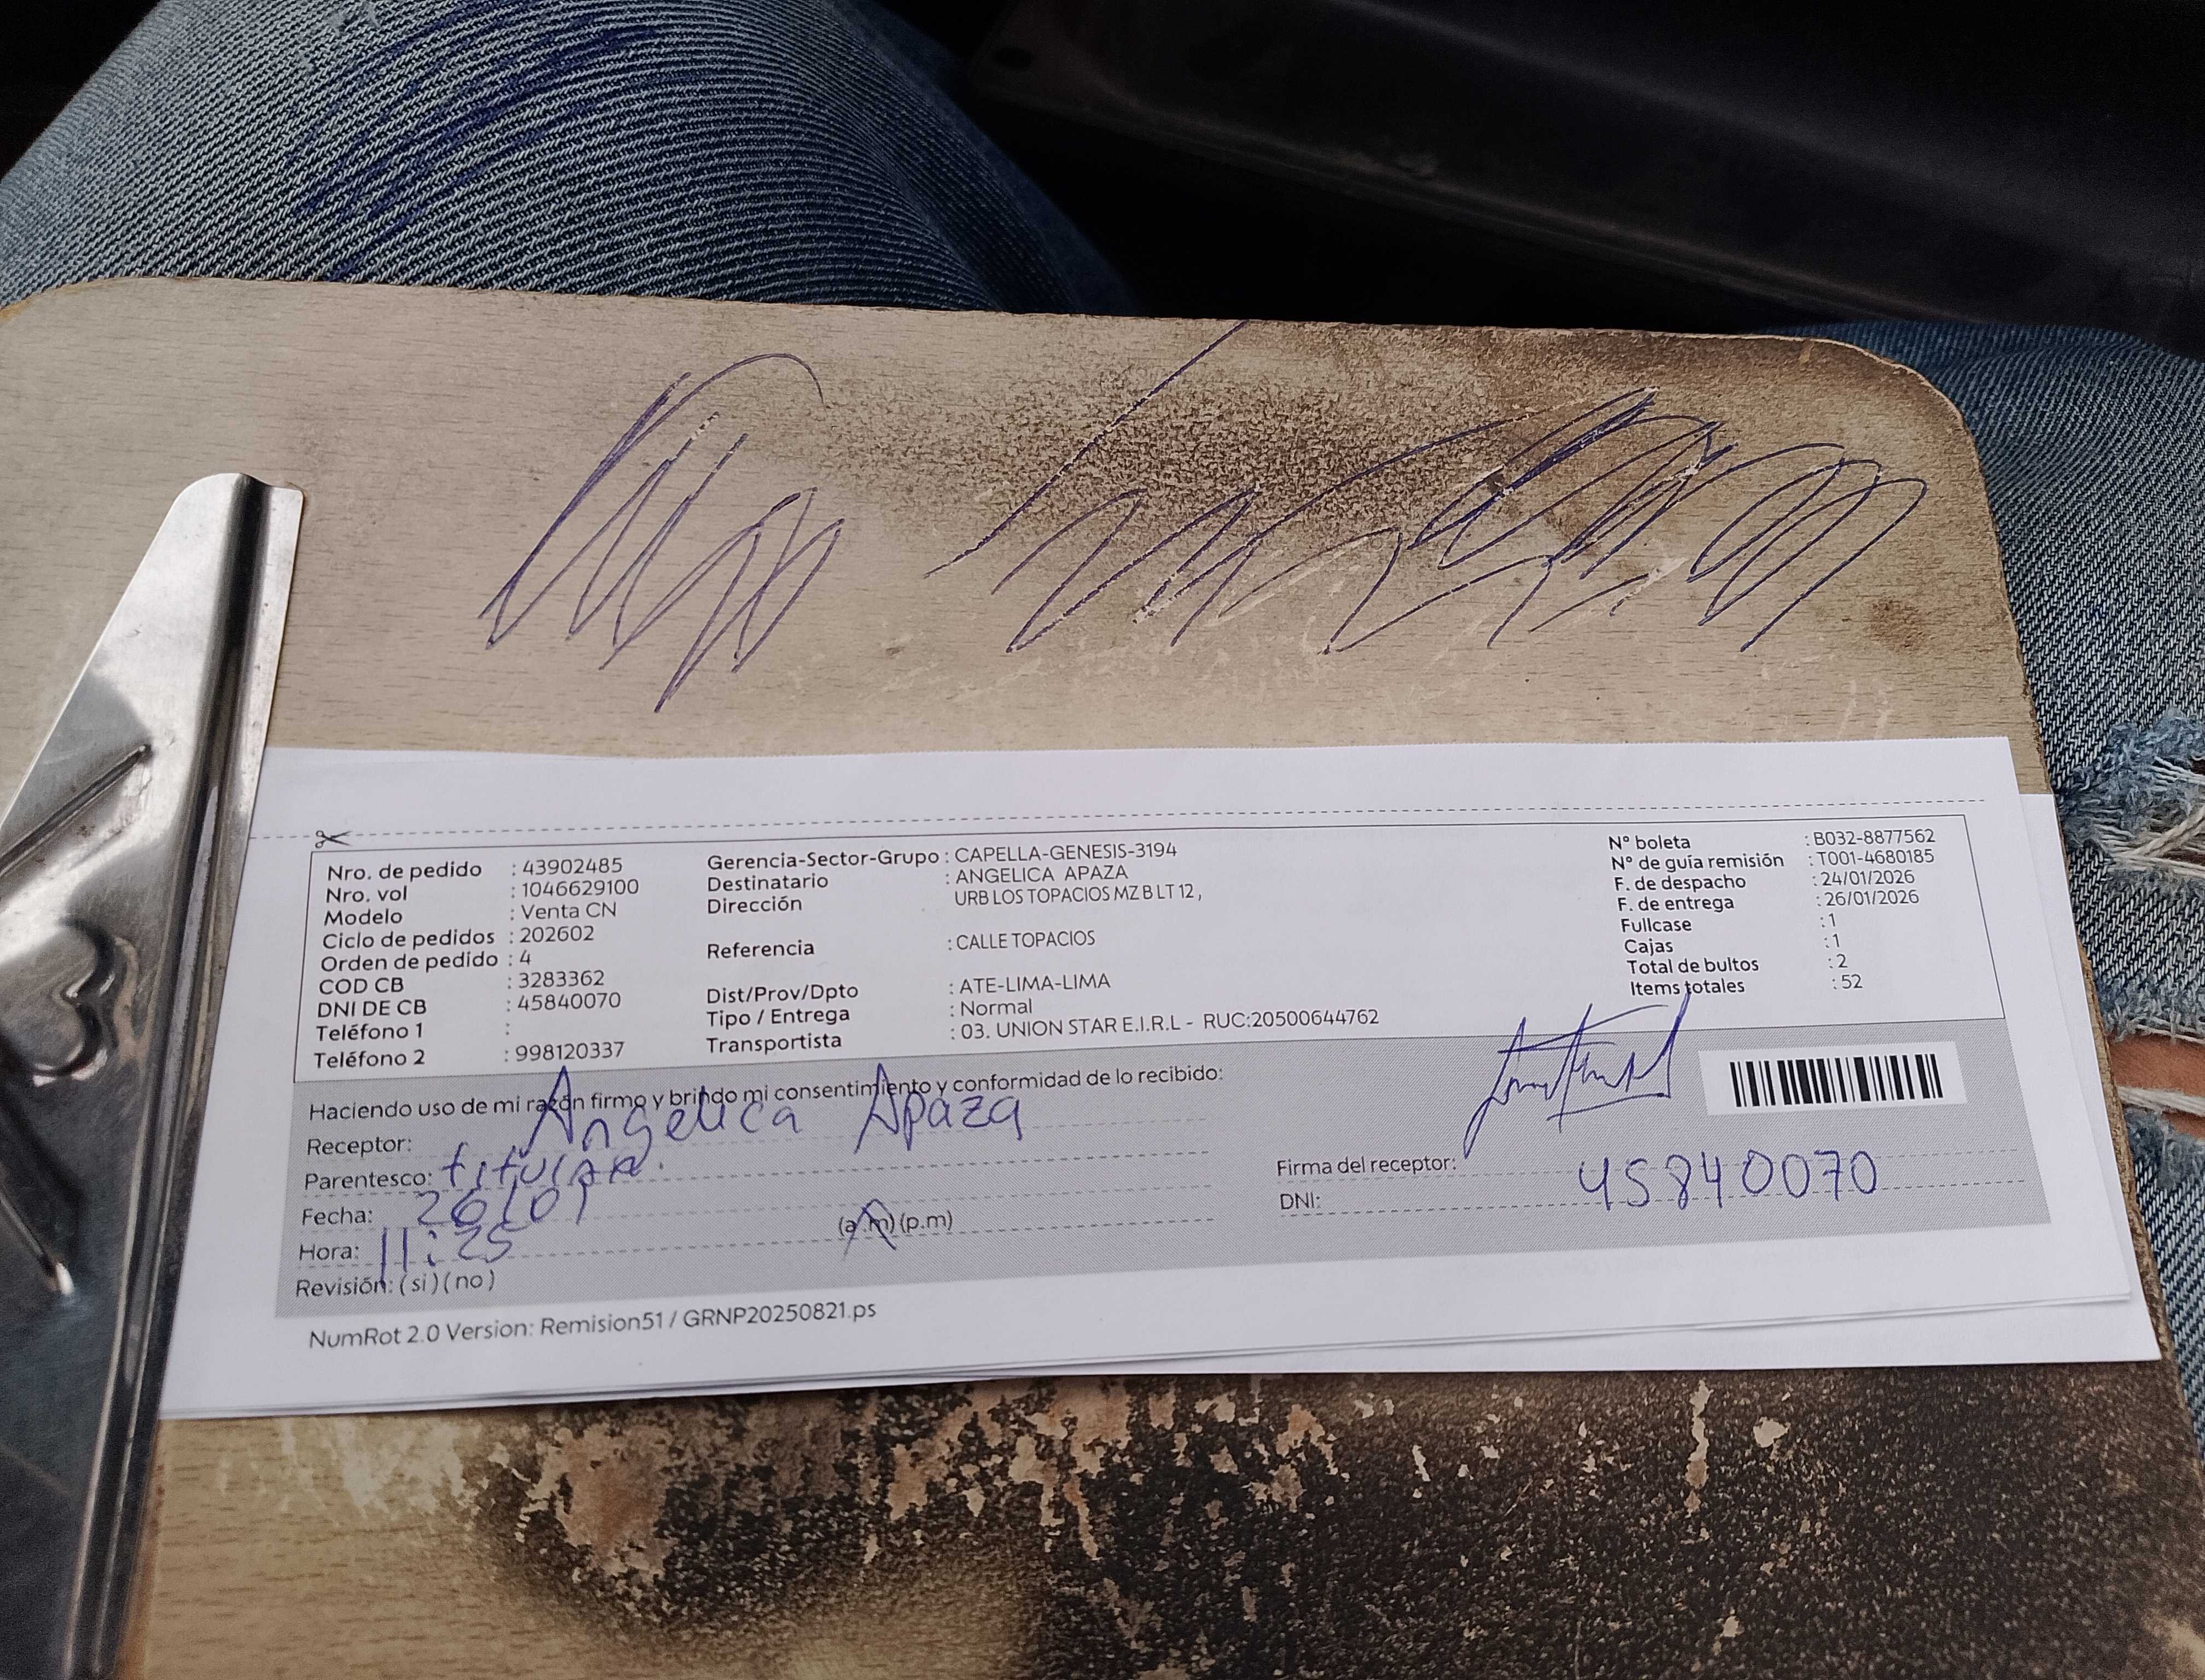 Nro. de pedido : 43902485
Nro. vol : 1046629100
Modelo : Venta CN
Ciclo de pedidos : 202602
Orden de pedido : 4
COD CB : 3283362
DNI DE CB : 45840070
Teléfono 1 :
Teléfono 2 : 998120337
Gerencia-Sector-Grupo : CAPELLA-GENESIS-3194
Destinatario : ANGELICA APAZA
Dirección URB LOS TOPACIOS MZ B LT 12 ,
Referencia : CALLE TOPACIOS
Dist/Prov/Dpto : ATE-LIMA-LIMA
Tipo / Entrega : Normal
Transportista : 03. UNION STAR E.I.R.L - RUC:20500644762
N° boleta : B032-8877562
N° de guía remisión : T001-4680185
F. de despacho : 24/01/2026
F. de entrega : 26/01/2026
Fullcase : 1
Cajas : 1
Total de bultos : 2
Items totales : 52
Haciendo uso de mi razón firmo y brindo mi consentimiento y conformidad de lo recibido:
Receptor: Angelica Apaza
Parentesco: titular.
Fecha: 26/01
Hora: 11:25 (a.m) (p.m)
Revisión: (si) (no)
Firma del receptor:
DNI: 45840070
NumRot 2.0 Version: Remision51 / GRNP20250821.ps